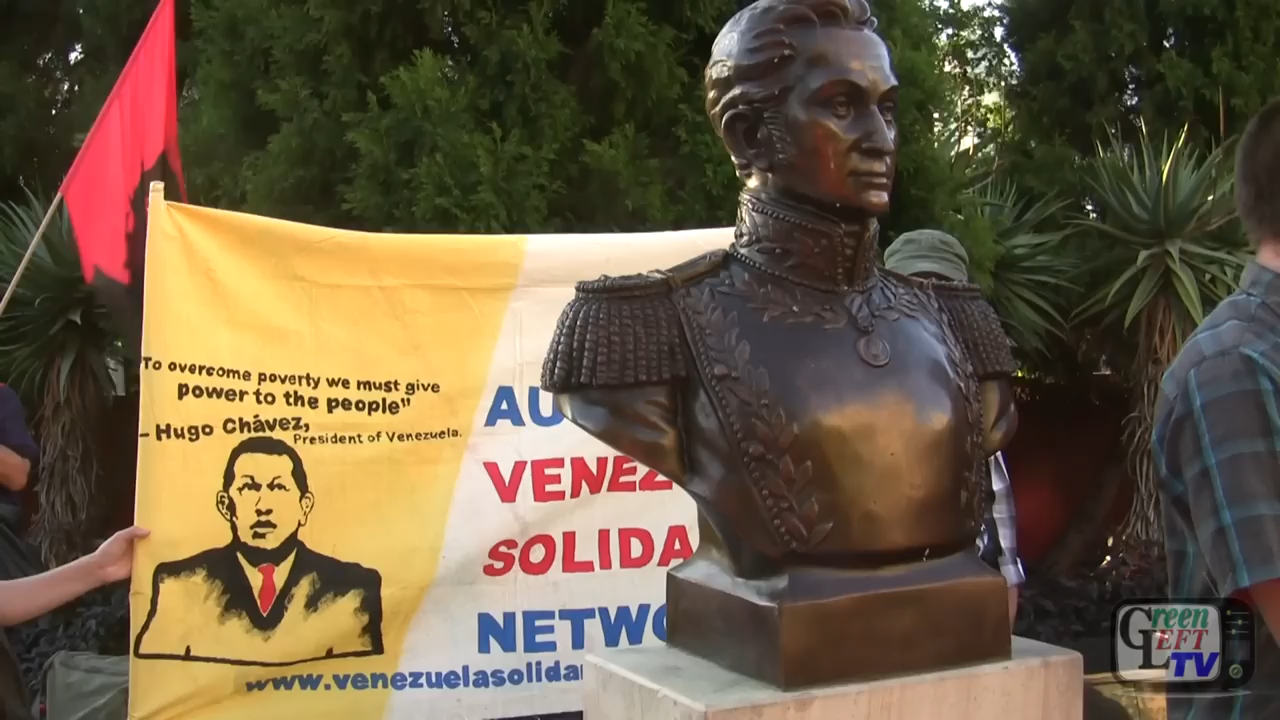 To overcome poverty we must give
power to the people"
- Hugo Chávez,
President of Venezuela.
AU
VENEZ
SOLIDA
NETWO
www.venezuelasolida
Green
LEFT
TV